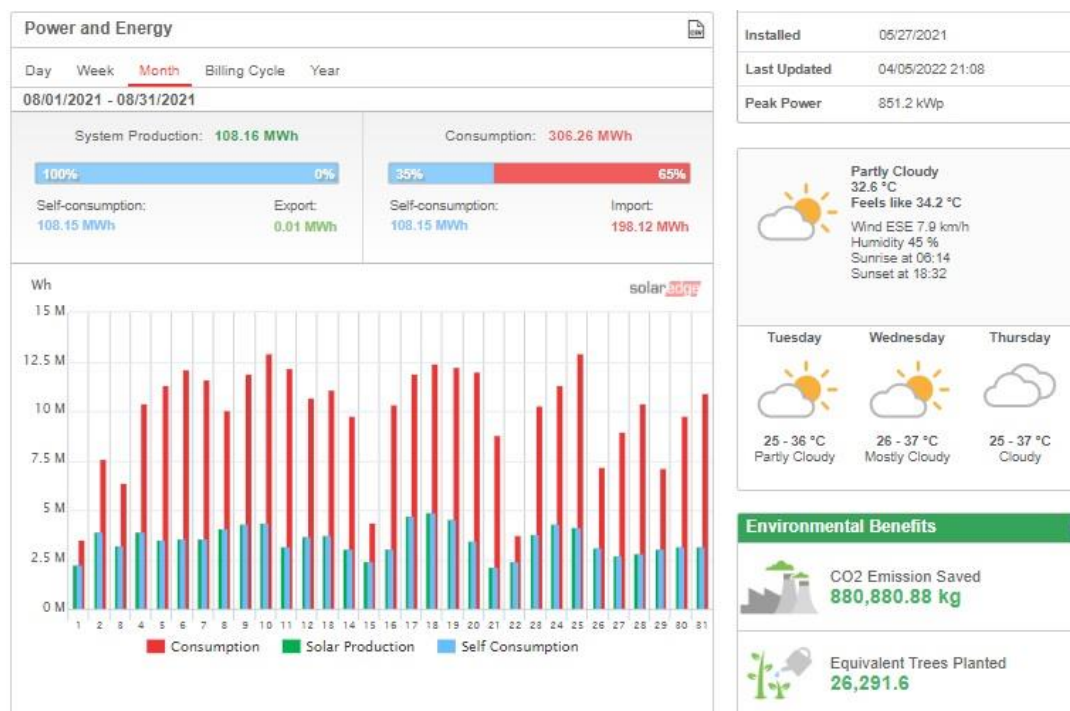 Power and Energy
CSV
Day Week Month Billing Cycle Year
08/01/2021 - 08/31/2021
System Production: 108.16 MWh
100% 0%
Self-consumption: Export:
108.15 MWh 0.01 MWh
Consumption: 306.26 MWh
35% 65%
Self-consumption: Import:
108.15 MWh 198.12 MWh
Wh
solaredge
15 M
12.5 M
10 M
7.5 M
5 M
2.5 M
0 M
1 2 3 4 5 6 7 8 9 10 11 12 13 14 15 16 17 18 19 20 21 22 23 24 25 26 27 28 29 30 31
Consumption Solar Production Self Consumption
Installed 05/27/2021
Last Updated 04/05/2022 21:08
Peak Power 851.2 kWp
Partly Cloudy
32.6 °C
Feels like 34.2 °C
Wind ESE 7.9 km/h
Humidity 45 %
Sunrise at 06:14
Sunset at 18:32
Tuesday Wednesday Thursday
25 - 36 °C 26 - 37 °C 25 - 37 °C
Partly Cloudy Mostly Cloudy Cloudy
Environmental Benefits
CO2 Emission Saved
880,880.88 kg
Equivalent Trees Planted
26,291.6